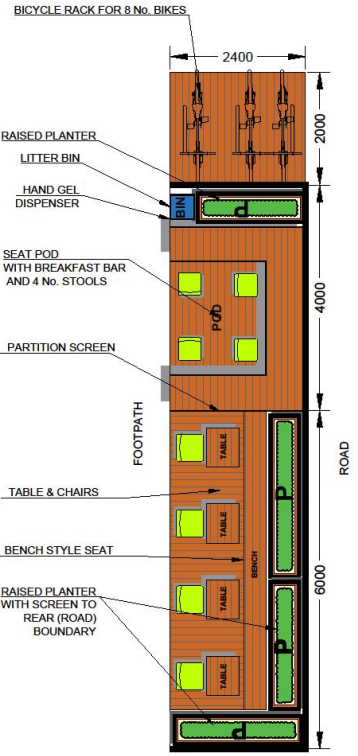 BICYCLE RACK FOR 8 No. BIKES
2400
2000
RAISED PLANTER
LITTER BIN
HAND GEL
DISPENSER
BIN
P
SEAT POD
WITH BREAKFAST BAR
AND 4 No. STOOLS
POD
4000
PARTITION SCREEN
FOOTPATH
ROAD
TABLE
TABLE & CHAIRS
TABLE
P
BENCH STYLE SEAT
BENCH
6000
TABLE
RAISED PLANTER
WITH SCREEN TO
REAR (ROAD)
BOUNDARY
P
TABLE
P